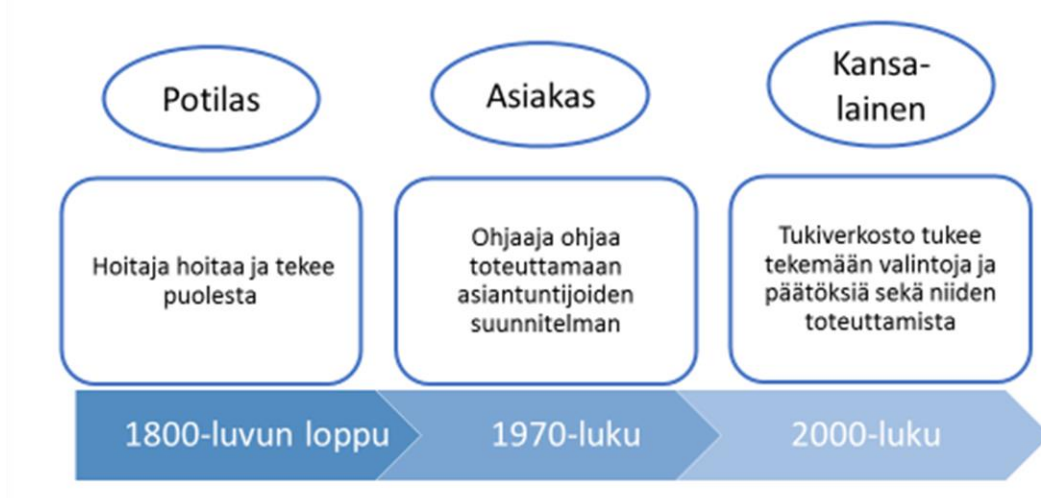 Potilas
Asiakas
Kansa-
lainen
Hoitaja hoitaa ja tekee
puolesta
Ohjaaja ohjaa
toteuttamaan
asiantuntijoiden
suunnitelman
Tukiverkosto tukee
tekemään valintoja ja
päätöksiä sekä niiden
toteuttamista
1800-luvun loppu
1970-luku
2000-luku